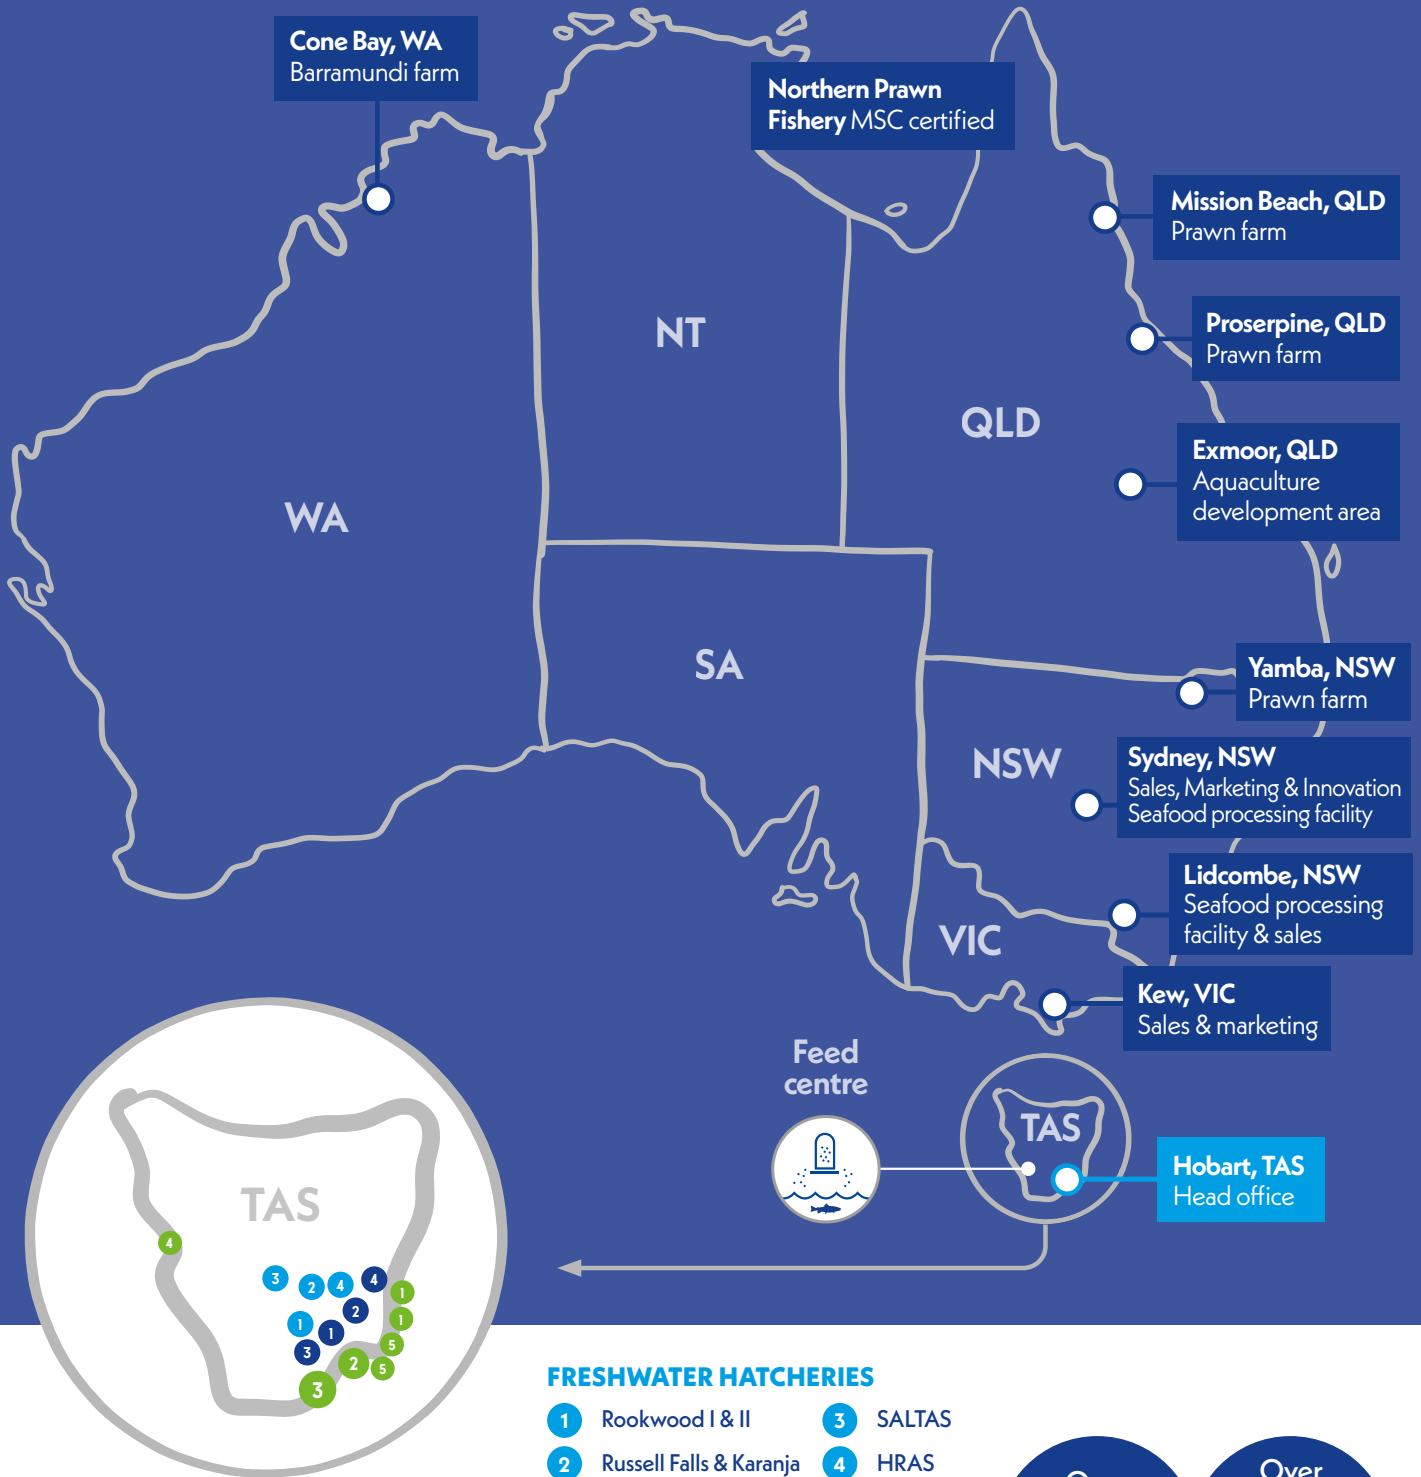 Cone Bay, WA
Barramundi farm
Northern Prawn
Fishery MSC certified
Mission Beach, QLD
Prawn farm
Proserpine, QLD
Prawn farm
NT
QLD
Exmoor, QLD
Aquaculture
development area
WA
SA
Yamba, NSW
Prawn farm
NSW
Sydney, NSW
Sales, Marketing & Innovation
Seafood processing facility
Lidcombe, NSW
Seafood processing
facility & sales
VIC
Kew, VIC
Sales & marketing
Feed
centre
TAS
Hobart, TAS
Head office
TAS
4
3
2
4
4
1
1
2
1
1
3
5
2
5
3
FRESHWATER HATCHERIES
1 Rookwood I & II
3 SALTAS
2 Russell Falls & Karanja
4 HRAS
Over